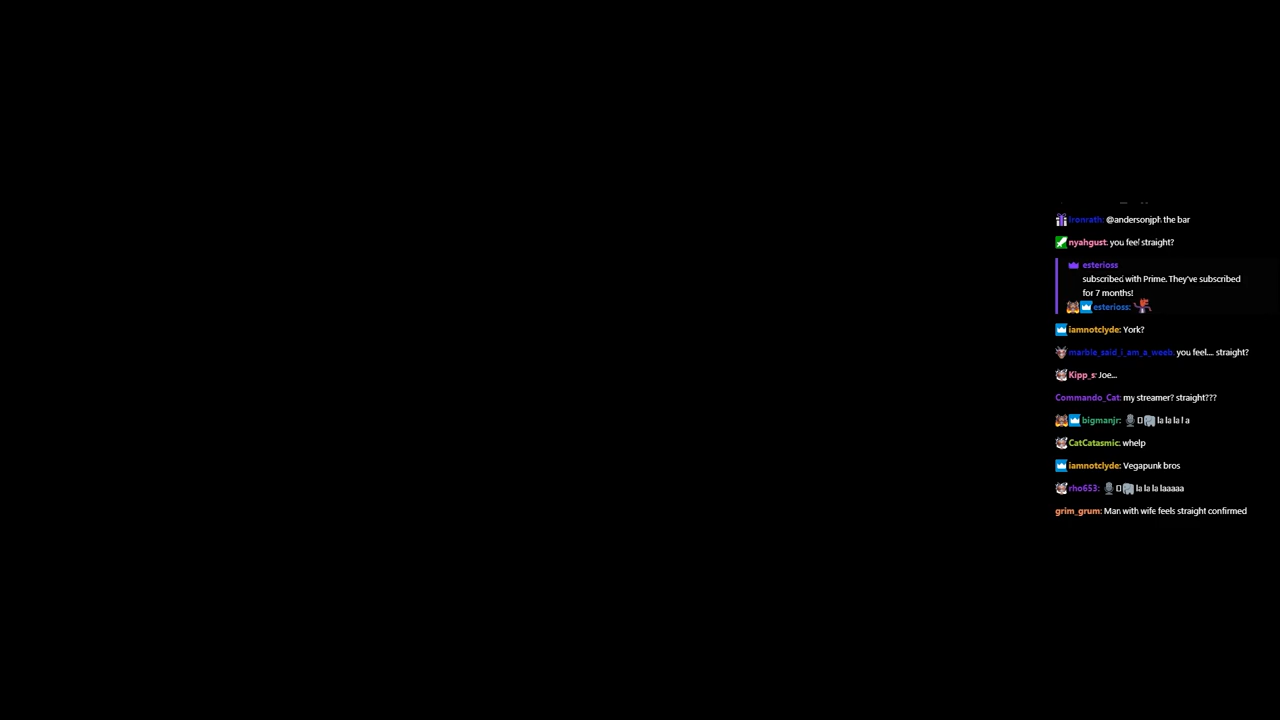 Ironrath: @andersonjph the bar
nyahgust: you feel straight?
esterioss
subscribed with Prime. They've subscribed
for 7 months!
esterioss:
iamnotclyde: York?
marbie_said_i_am_a_weeb: you feel.... straight?
Kipp_s: Joe...
Commando_Cat: my streamer? straight???
bigmanjr: la la la l a
CatCatasmic: whelp
iamnotclyde: Vegapunk bros
rho653: la la la laaaaa
grim_grum: Man with wife feels straight confirmed